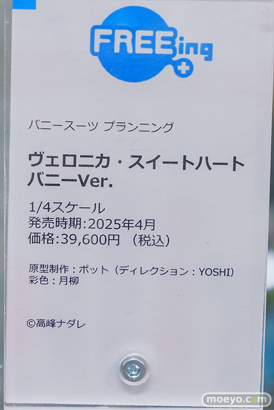 FREEing
バニースーツ プランニング
ヴェロニカ・スイートハート
バニーVer.
1/4スケール
発売時期:2025年4月
価格:39,600円 （税込）
原型制作：ポット（ディレクション：YOSHI）
彩色：月柳
©高峰ナダレ
moeyo.com